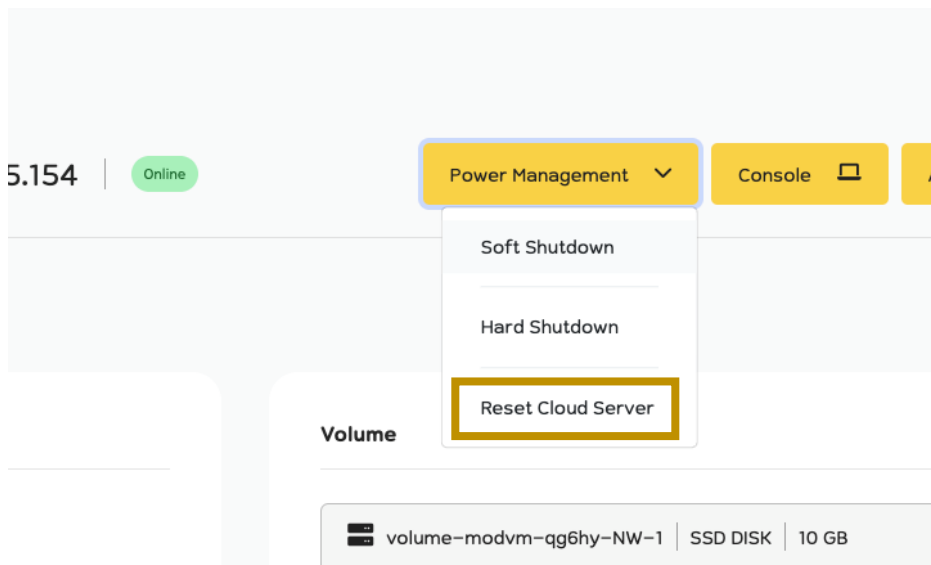 5.154
Online
Power Management
Console
Soft Shutdown
Hard Shutdown
Reset Cloud Server
Volume
volume-modvm-qg6hy-NW-1
SSD DISK
10 GB